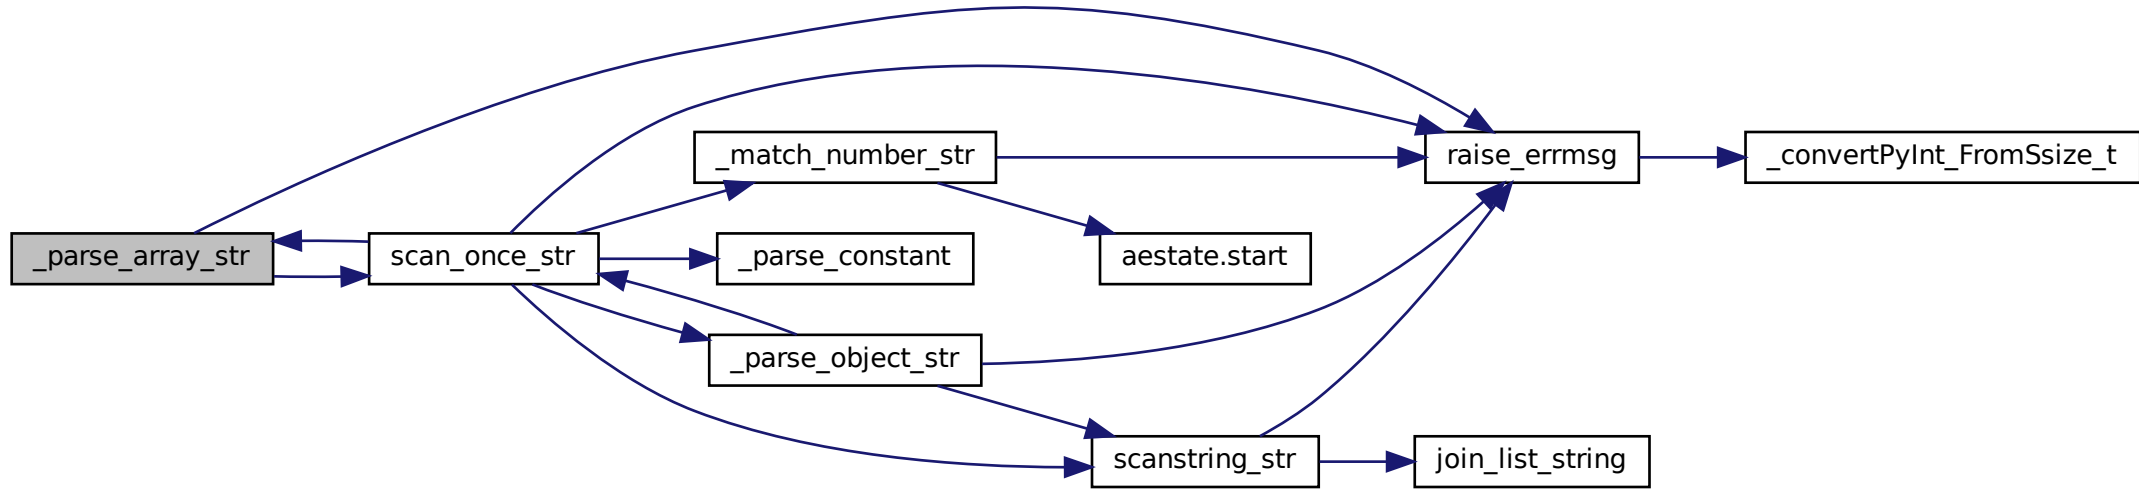 _match_number_str
raise_errmsg
_convertPyInt_FromSsize_t
_parse_array_str
scan_once_str
_parse_constant
aestate.start
_parse_object_str
scanstring_str
join_list_string